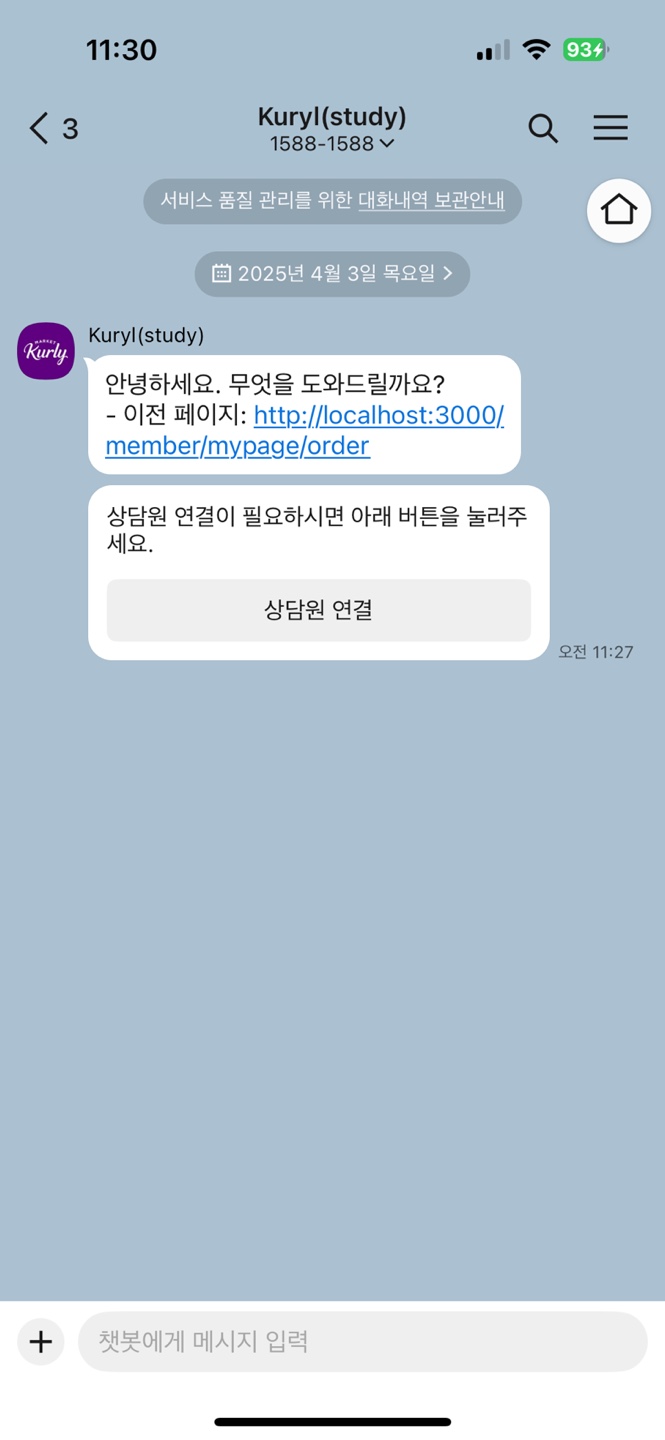 11:30
93
3
Kuryl(study)
1588-1588
서비스 품질 관리를 위한 대화내역 보관안내
2025년 4월 3일 목요일
MARKET
Kurly
Kuryl(study)
안녕하세요. 무엇을 도와드릴까요?
- 이전 페이지: http://localhost:3000/
member/mypage/order
상담원 연결이 필요하시면 아래 버튼을 눌러주
세요.
상담원 연결
오전 11:27
챗봇에게 메시지 입력